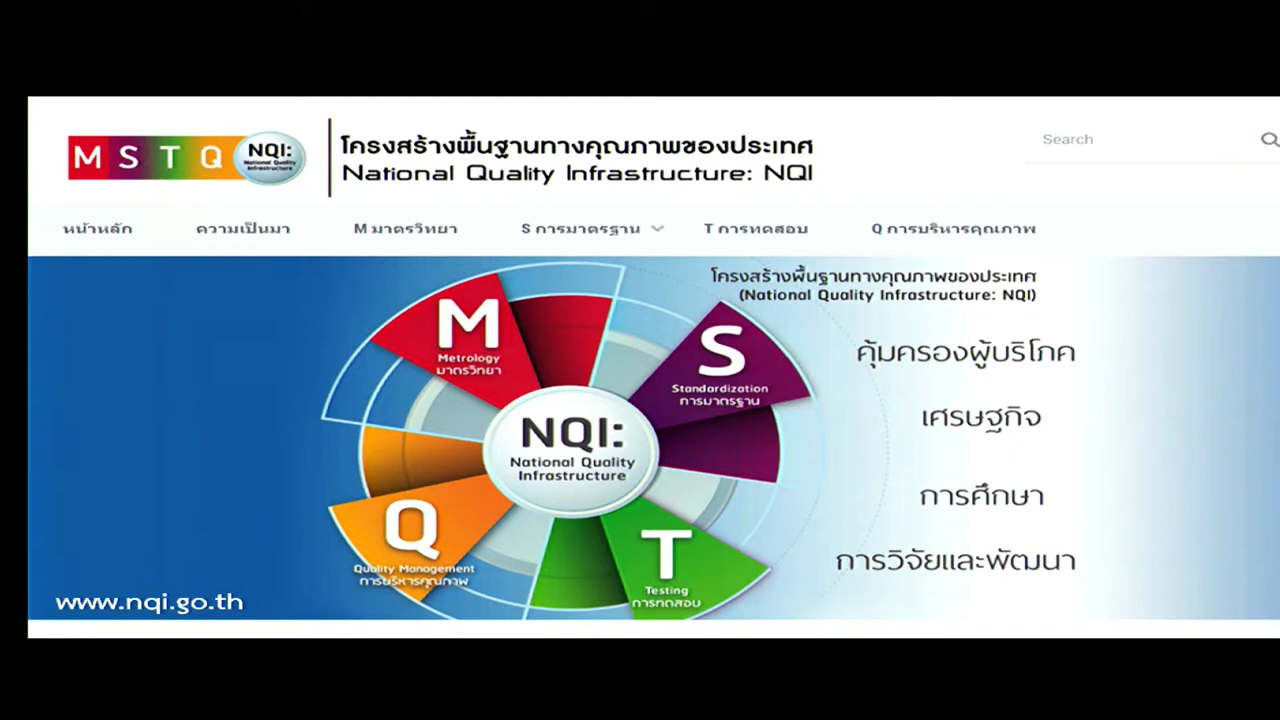 M S T Q NQI:
National Quality
Infrastructure
โครงสร้างพื้นฐานทางคุณภาพของประเทศ
National Quality Infrastructure: NQI
Search
หน้าหลัก ความเป็นมา M มาตรวิทยา S การมาตรฐาน T การทดสอบ Q การบริหารคุณภาพ
โครงสร้างพื้นฐานทางคุณภาพของประเทศ
(National Quality Infrastructure: NQI)
M
Metrology
มาตรวิทยา
S
Standardization
การมาตรฐาน
NQI:
National Quality
Infrastructure
Q
Quality Management
การบริหารคุณภาพ
T
Testing
การทดสอบ
คุ้มครองผู้บริโภค
เศรษฐกิจ
การศึกษา
การวิจัยและพัฒนา
www.nqi.go.th